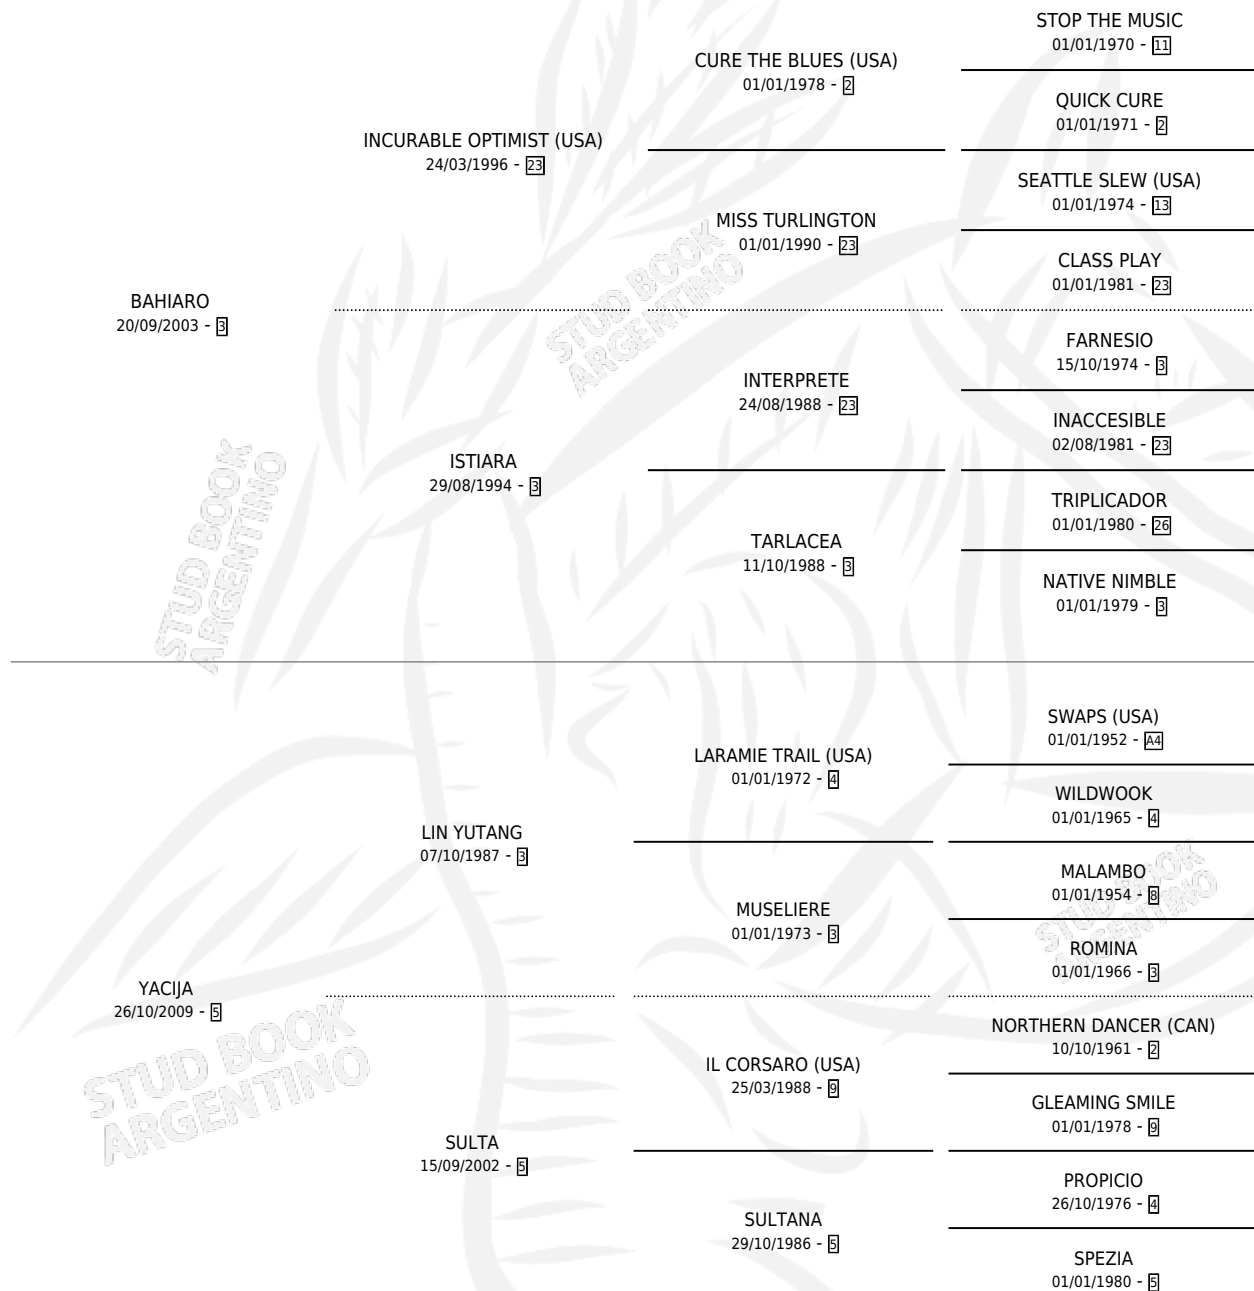 STOP THE MUSIC
01/01/1970 - 11
CURE THE BLUES (USA)
01/01/1978 - 2
QUICK CURE
01/01/1971 - 2
INCURABLE OPTIMIST (USA)
24/03/1996 - 23
SEATTLE SLEW (USA)
01/01/1974 - 13
MISS TURLINGTON
01/01/1990 - 23
CLASS PLAY
01/01/1981 - 23
BAHIARO
20/09/2003 - 3
STUD BOOK
ARGENTINO
FARNESIO
15/10/1974 - 3
INTERPRETE
24/08/1988 - 23
INACCESIBLE
02/08/1981 - 23
ISTIARA
29/08/1994 - 3
TRIPLICADOR
01/01/1980 - 26
TARLACEA
11/10/1988 - 3
NATIVE NIMBLE
01/01/1979 - 3
STUD BOOK
ARGENTINO
SWAPS (USA)
01/01/1952 - A4
LARAMIE TRAIL (USA)
01/01/1972 - 4
WILDWOOK
01/01/1965 - 4
LIN YUTANG
07/10/1987 - 3
MALAMBO
01/01/1954 - 8
MUSELIERE
01/01/1973 - 3
STUD BOOK
ARGENTINO
ROMINA
01/01/1966 - 3
YACIJA
26/10/2009 - 5
STUD BOOK
ARGENTINO
NORTHERN DANCER (CAN)
10/10/1961 - 2
IL CORSARO (USA)
25/03/1988 - 9
GLEAMING SMILE
01/01/1978 - 9
SULTA
15/09/2002 - 5
PROPICIO
26/10/1976 - 4
SULTANA
29/10/1986 - 5
SPEZIA
01/01/1980 - 5